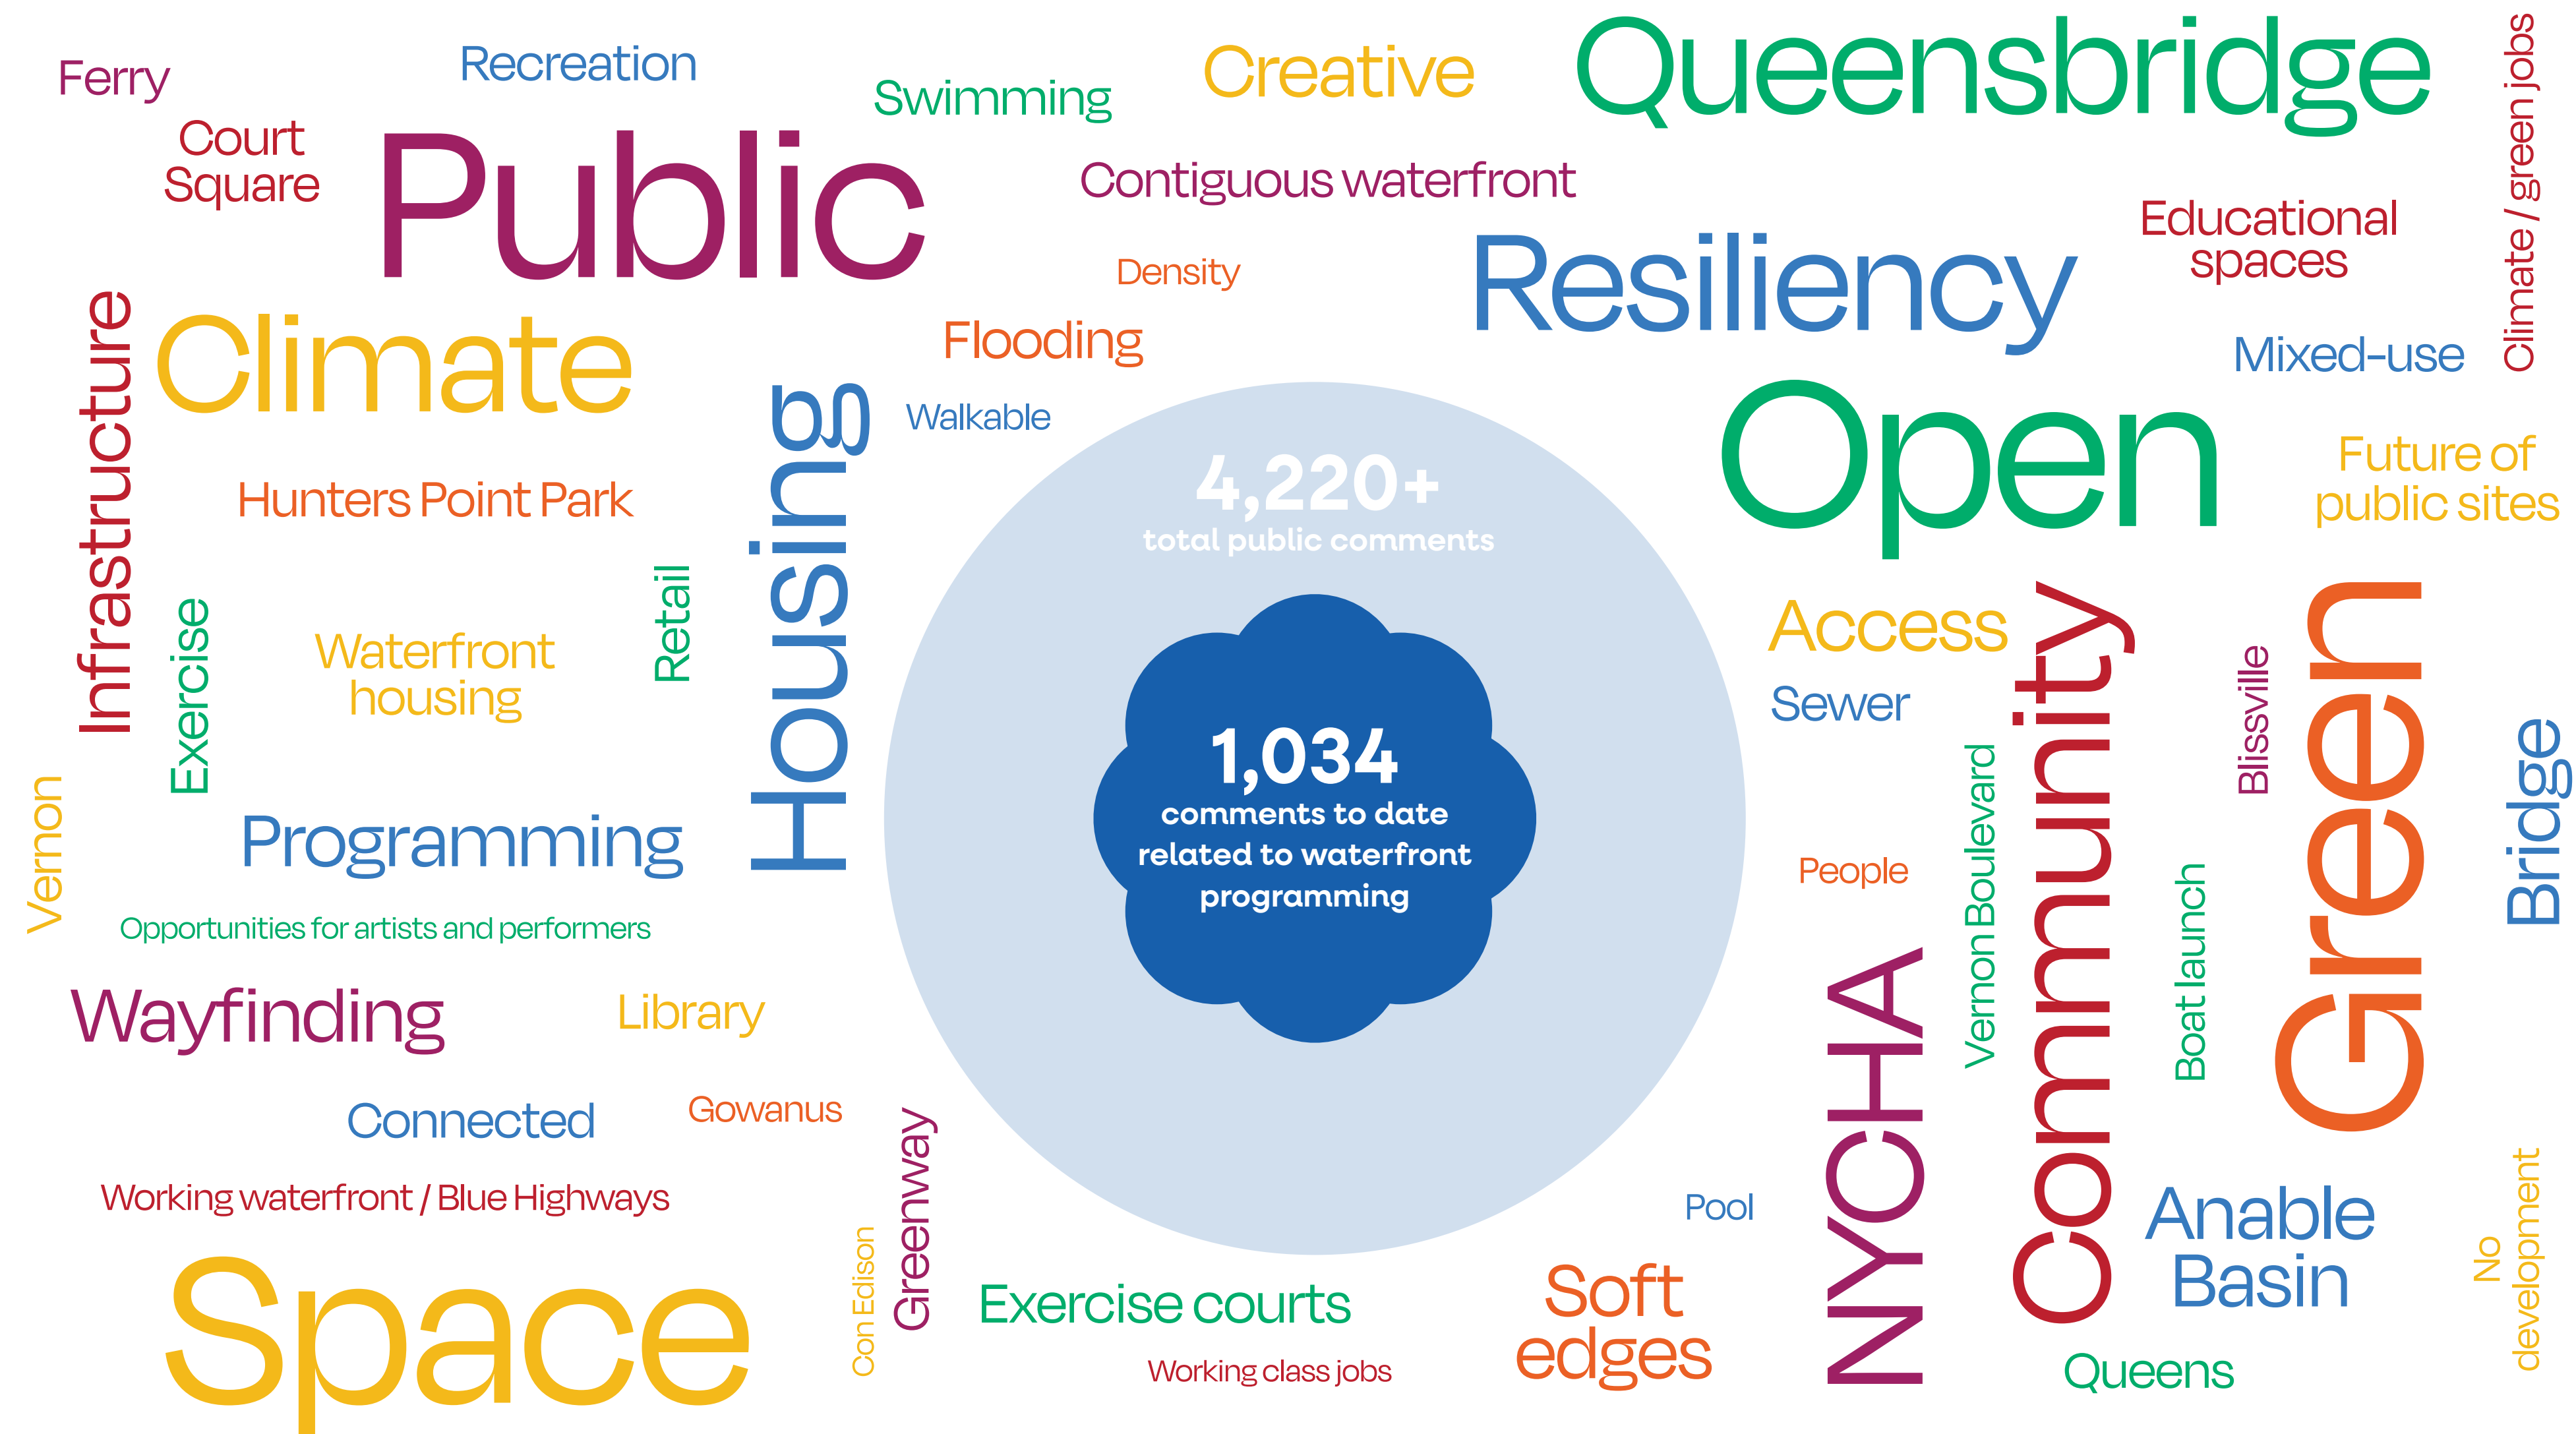 Ferry
Recreation
Swimming
Creative
Queensbridge
Climate / green jobs
Court
Square
Public
Contiguous waterfront
Educational
spaces
Density
Resiliency
Infrastructure
Climate
Flooding
Mixed-use
Housing
Walkable
Open
Future of
public sites
Hunters Point Park
4,220+
total public comments
Retail
Exercise
Waterfront
housing
Access
Community
Green
Sewer
Blissville
Vernon
Programming
1,034
comments to date
related to waterfront
programming
Vernon Boulevard
Bridge
People
Boat launch
Opportunities for artists and performers
Wayfinding
Library
NYCHA
Connected
Gowanus
Greenway
Working waterfront / Blue Highways
Pool
Anable
Basin
No
development
Space
Con Edison
Exercise courts
Soft
edges
Working class jobs
Queens